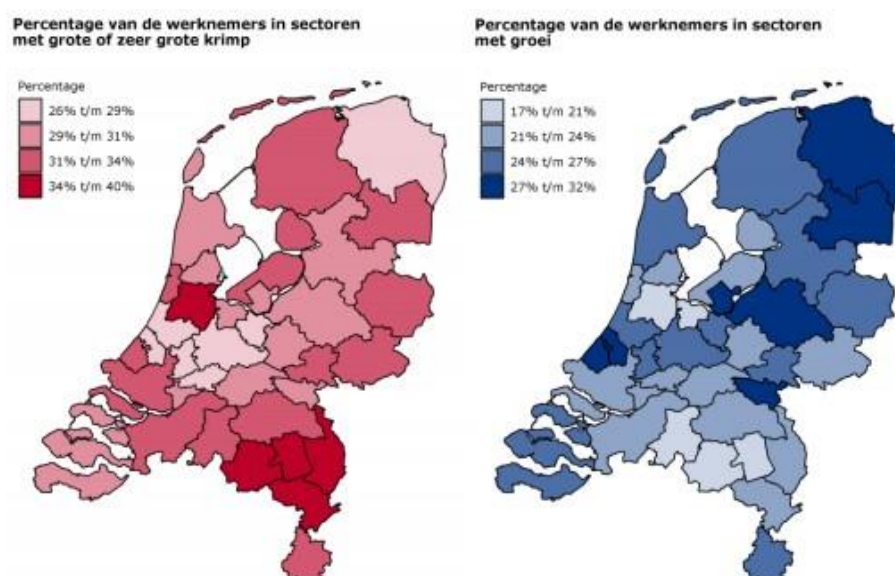 Percentage van de werknemers in sectoren
met grote of zeer grote krimp
Percentage
26% t/m 29%
29% t/m 31%
31% t/m 34%
34% t/m 40%
Percentage van de werknemers in sectoren
met groei
Percentage
17% t/m 21%
21% t/m 24%
24% t/m 27%
27% t/m 32%